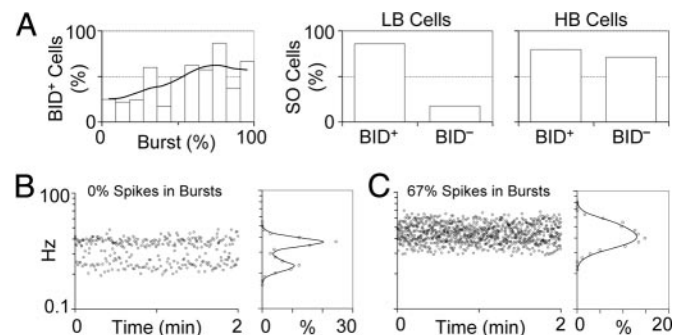 A
BID⁺ Cells (%)
100
0
0
100
Burst (%)
SO Cells (%)
100
0
LB Cells
BID⁺
BID⁻
HB Cells
BID⁺
BID⁻
B
0% Spikes in Bursts
Hz
100
0.1
0
Time (min)
2
0
%
30
C
67% Spikes in Bursts
0
Time (min)
2
0
%
20